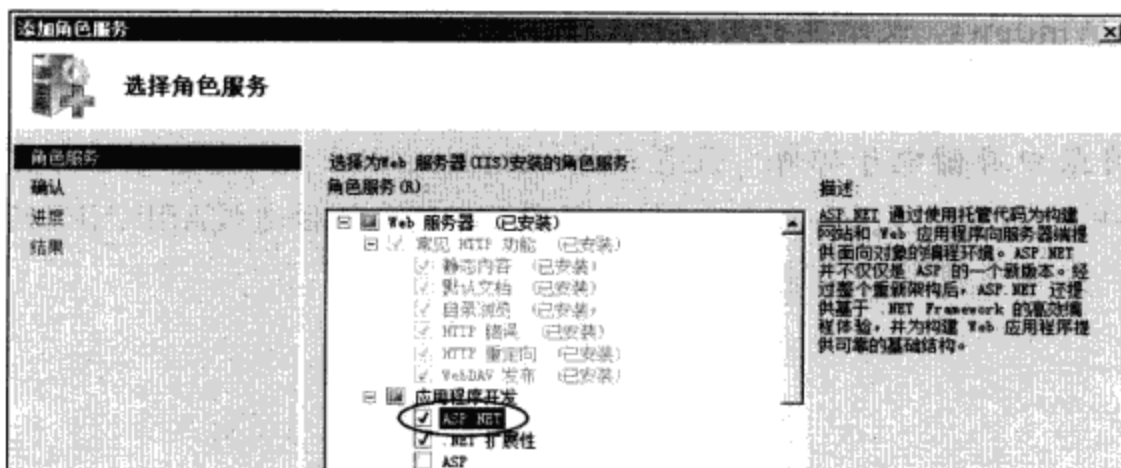 添加角色服务
选择角色服务
角色服务
确认
进度
结果
选择为Web 服务器(IIS)安装的角色服务:
角色服务(R):
Web 服务器 (已安装)
常见 HTTP 功能 (已安装)
静态内容 (已安装)
默认文档 (已安装)
目录浏览 (已安装)
HTTP 错误 (已安装)
HTTP 重定向 (已安装)
WebDAV 发布 (已安装)
应用程序开发
ASP.NET
.NET 扩展性
ASP
描述:
ASP.NET 通过使用托管代码为构建
网站和 Web 应用程序向服务器端提
供面向对象的编程环境。ASP.NET
并不仅仅是 ASP 的一个新版本。经
过整个重新架构后，ASP.NET 还提
供基于 .NET Framework 的高效编
程体验，并为构建 Web 应用程序提
供可靠的基础结构。